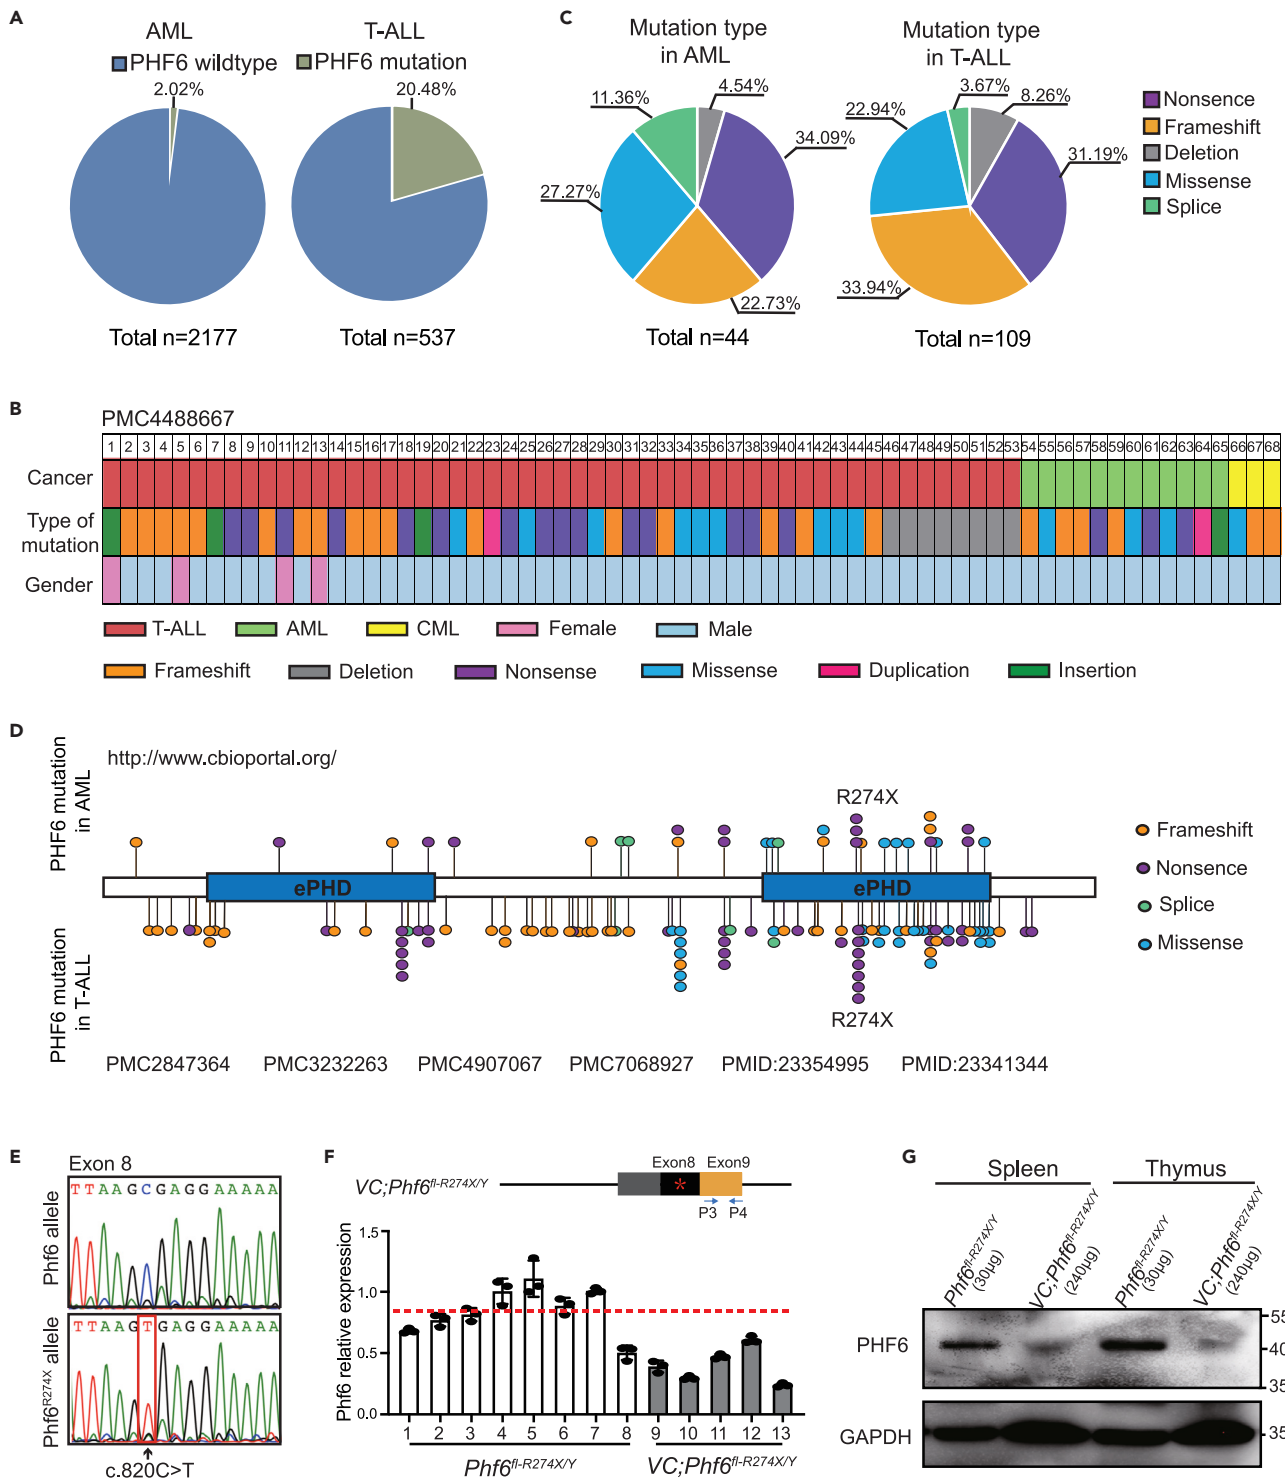 A
AML
T-ALL
PHF6 wildtype
PHF6 mutation
2.02%
20.48%
Total n=2177
Total n=537
C
Mutation type
in AML
Mutation type
in T-ALL
4.54%
11.36%
34.09%
27.27%
22.73%
Total n=44
3.67%
8.26%
22.94%
31.19%
33.94%
Total n=109
Nonsence
Frameshift
Deletion
Missense
Splice
B
PMC4488667
1 2 3 4 5 6 7 8 9 10 11 12 13 14 15 16 17 18 19 20 21 22 23 24 25 26 27 28 29 30 31 32 33 34 35 36 37 38 39 40 41 42 43 44 45 46 47 48 49 50 51 52 53 54 55 56 57 58 59 60 61 62 63 64 65 66 67 68
Cancer
Type of
mutation
Gender
T-ALL
AML
CML
Female
Male
Frameshift
Deletion
Nonsense
Missense
Duplication
Insertion
D
http://www.cbioportal.org/
PHF6 mutation
in AML
R274X
ePHD
ePHD
PHF6 mutation
in T-ALL
R274X
Frameshift
Nonsence
Splice
Missense
PMC2847364
PMC3232263
PMC4907067
PMC7068927
PMID:23354995
PMID:23341344
E
Exon 8
Phf6 allele
TTAAGCGAGGAAAAA
Phf6R274X allele
TTAAGTGAGGAAAAA
c.820C>T
F
VC;Phf6fl-R274X/Y
Exon8
Exon9
*
P3
P4
Phf6 relative expression
1.5
1.0
0.5
0.0
1 2 3 4 5 6 7 8 9 10 11 12 13
Phf6fl-R274X/Y
VC;Phf6fl-R274X/Y
G
Spleen
Thymus
Phf6fl-R274X/Y
(30µg)
VC;Phf6fl-R274X/Y
(240µg)
Phf6fl-R274X/Y
(30µg)
VC;Phf6fl-R274X/Y
(240µg)
PHF6
55
40
35
GAPDH
35